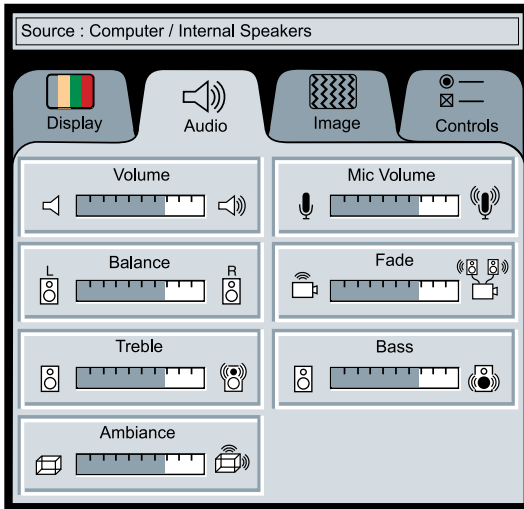 Source : Computer / Internal Speakers
Display Audio Image Controls
Volume Mic Volume
Balance Fade
L R
Treble Bass
Ambiance